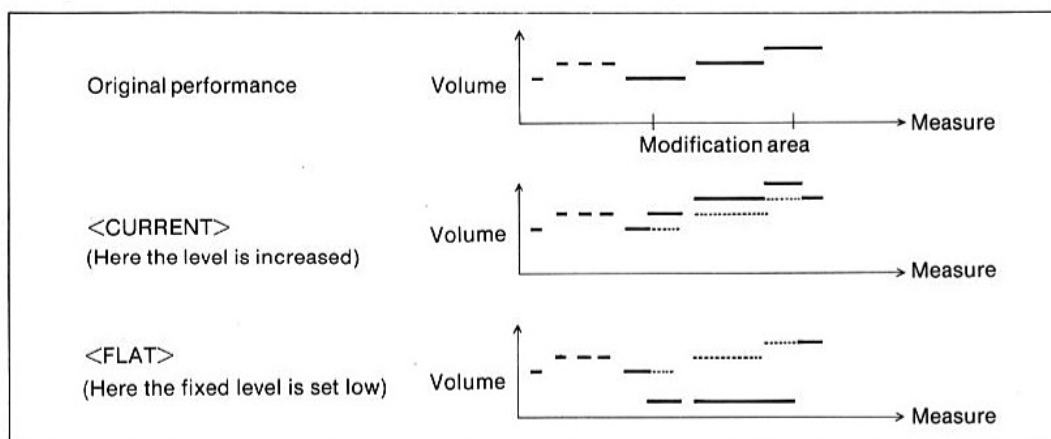 Original performance
Volume
Measure
Modification area
<CURRENT>
(Here the level is increased)
Volume
Measure
<FLAT>
(Here the fixed level is set low)
Volume
Measure